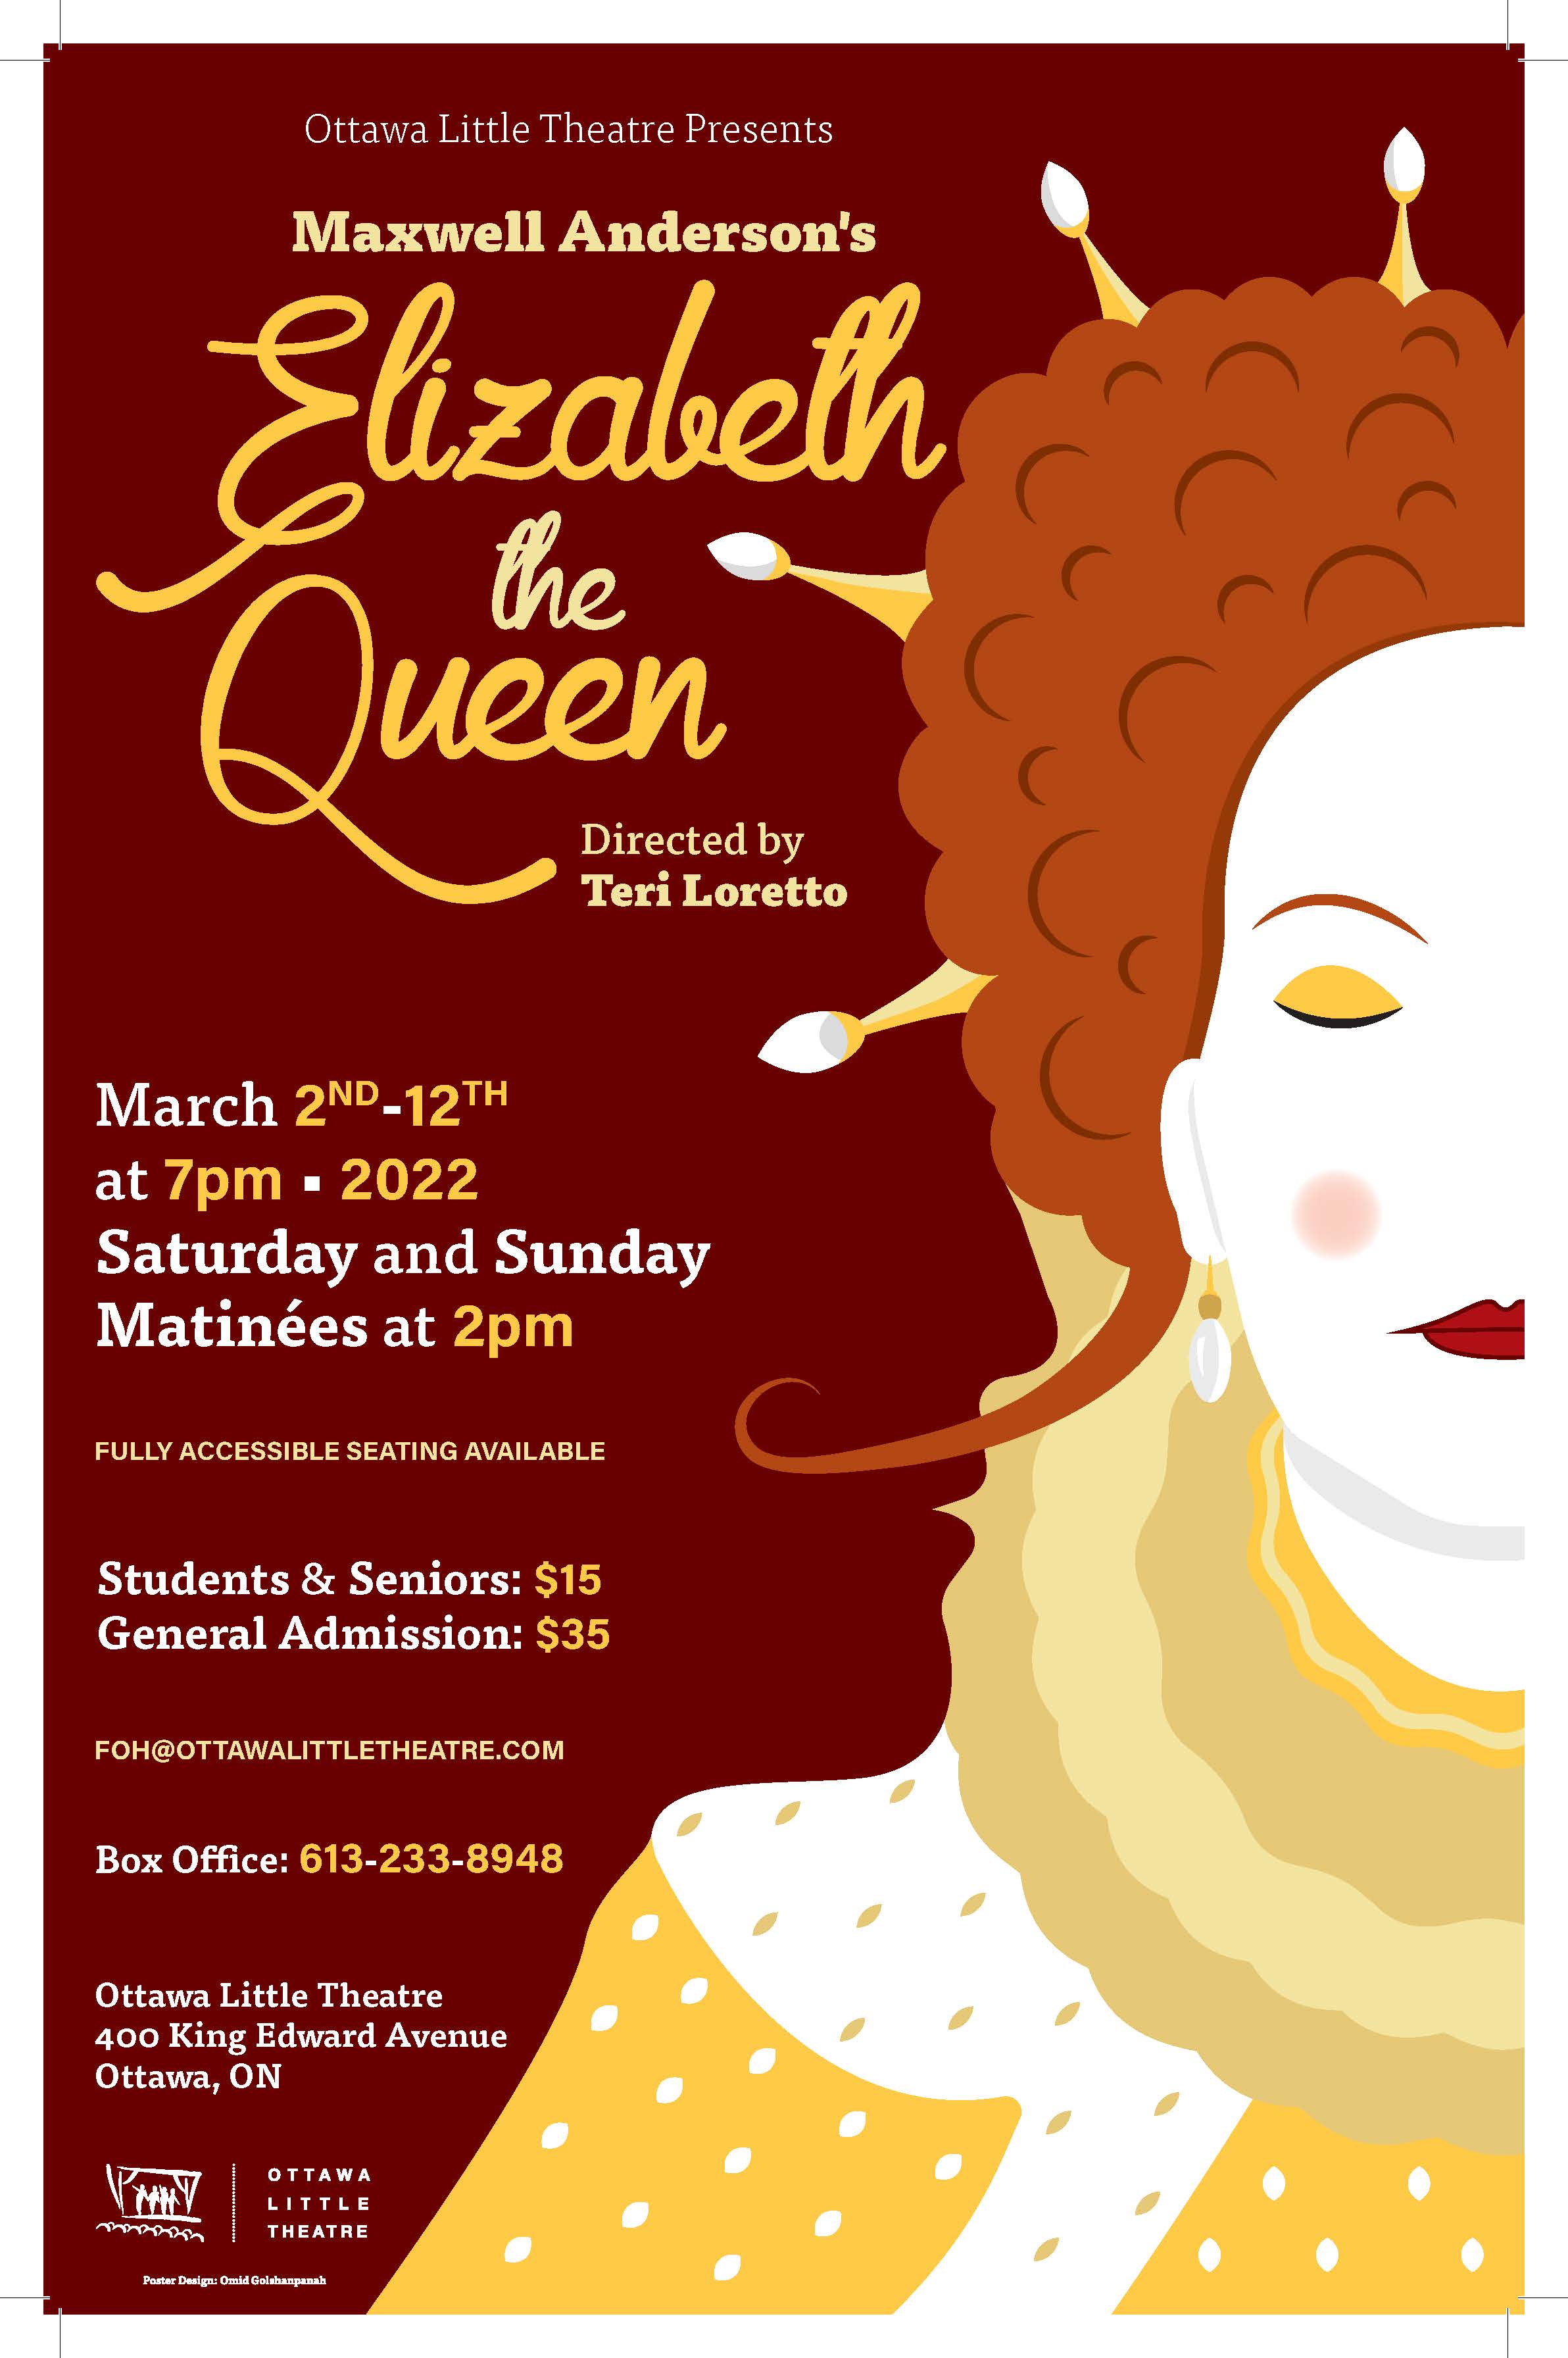 Ottawa Little Theatre Presents
Maxwell Anderson's
Elizabeth
the
Queen
Directed by
Teri Loretto
March 2ND-12TH
at 7pm ▪ 2022
Saturday and Sunday
Matinées at 2pm
FULLY ACCESSIBLE SEATING AVAILABLE
Students & Seniors: $15
General Admission: $35
FOH@OTTAWALITTLETHEATRE.COM
Box Office: 613-233-8948
Ottawa Little Theatre
400 King Edward Avenue
Ottawa, ON
OTTAWA
LITTLE
THEATRE
Poster Design: Omid Golshanpanah